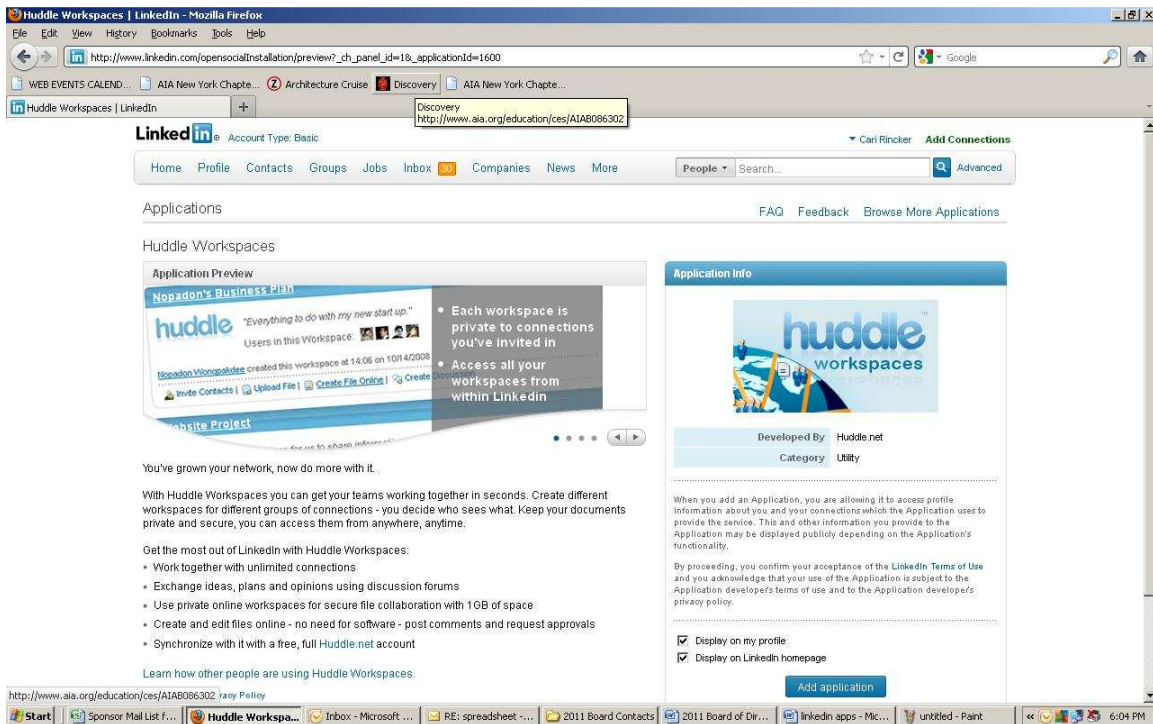 Huddle Workspaces | LinkedIn - Mozilla Firefox
File Edit View History Bookmarks Tools Help
http://www.linkedin.com/opensocialInstallation/preview?_ch_panel_id=1&_applicationId=1600
Google
WEB EVENTS CALEND... AIA New York Chapte... Architecture Cruise Discovery AIA New York Chapte...
Huddle Workspaces | LinkedIn
Discovery
http://www.aia.org/education/ces/AIAB086302
Linked in Account Type: Basic
Cari Rincker Add Connections
Home Profile Contacts Groups Jobs Inbox 30 Companies News More
People Search... Advanced
Applications
FAQ Feedback Browse More Applications
Huddle Workspaces
Application Preview
Nopadon's Business Plan
huddle "Everything to do with my new start up."
Users in this Workspace:
Nopadon Wongpakdee created this workspace at 14:06 on 10/14/2008
Invite Contacts | Upload File | Create File Online | Create Discussion
Website Project
for us to share
• Each workspace is
private to connections
you've invited in
• Access all your
workspaces from
within Linkedin
You've grown your network, now do more with it.
With Huddle Workspaces you can get your teams working together in seconds. Create different
workspaces for different groups of connections - you decide who sees what. Keep your documents
private and secure, you can access them from anywhere, anytime.
Get the most out of LinkedIn with Huddle Workspaces:
• Work together with unlimited connections
• Exchange ideas, plans and opinions using discussion forums
• Use private online workspaces for secure file collaboration with 1GB of space
• Create and edit files online - no need for software - post comments and request approvals
• Synchronize with it with a free, full Huddle.net account
Learn how other people are using Huddle Workspaces.
Application Info
huddle
workspaces
Developed By Huddle.net
Category Utility
When you add an Application, you are allowing it to access profile
information about you and your connections which the Application uses to
provide the service. This and other information you provide to the
Application may be displayed publicly depending on the Application's
functionality.
By proceeding, you confirm your acceptance of the LinkedIn Terms of Use
and you acknowledge that your use of the Application is subject to the
Application developer's terms of use and to the Application developer's
privacy policy.
Display on my profile
Display on LinkedIn homepage
Add application
http://www.aia.org/education/ces/AIAB086302
Policy
Start Sponsor Mail List f... Huddle Workspa... Inbox - Microsoft ... RE: spreadsheet -... 2011 Board Contacts 2011 Board of Dir... linkedin apps - Mic... untitled - Paint 6:04 PM